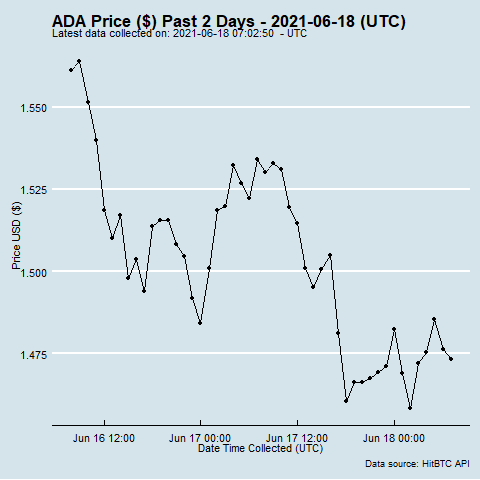 ADA Price ($) Past 2 Days - 2021-06-18 (UTC)
Latest data collected on: 2021-06-18 07:02:50  - UTC
1.550
1.525
1.500
1.475
Price USD ($)
Jun 16 12:00
Jun 17 00:00
Jun 17 12:00
Jun 18 00:00
Date Time Collected (UTC)
Data source: HitBTC API